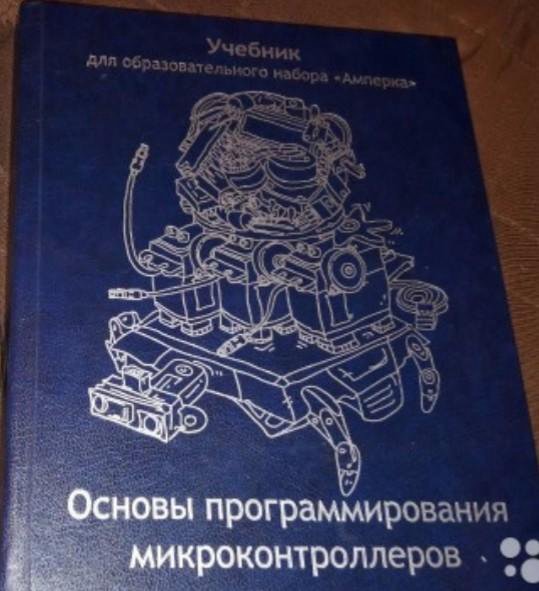 Учебник
для образовательного набора «Амперка»
Основы программирования
микроконтроллеров